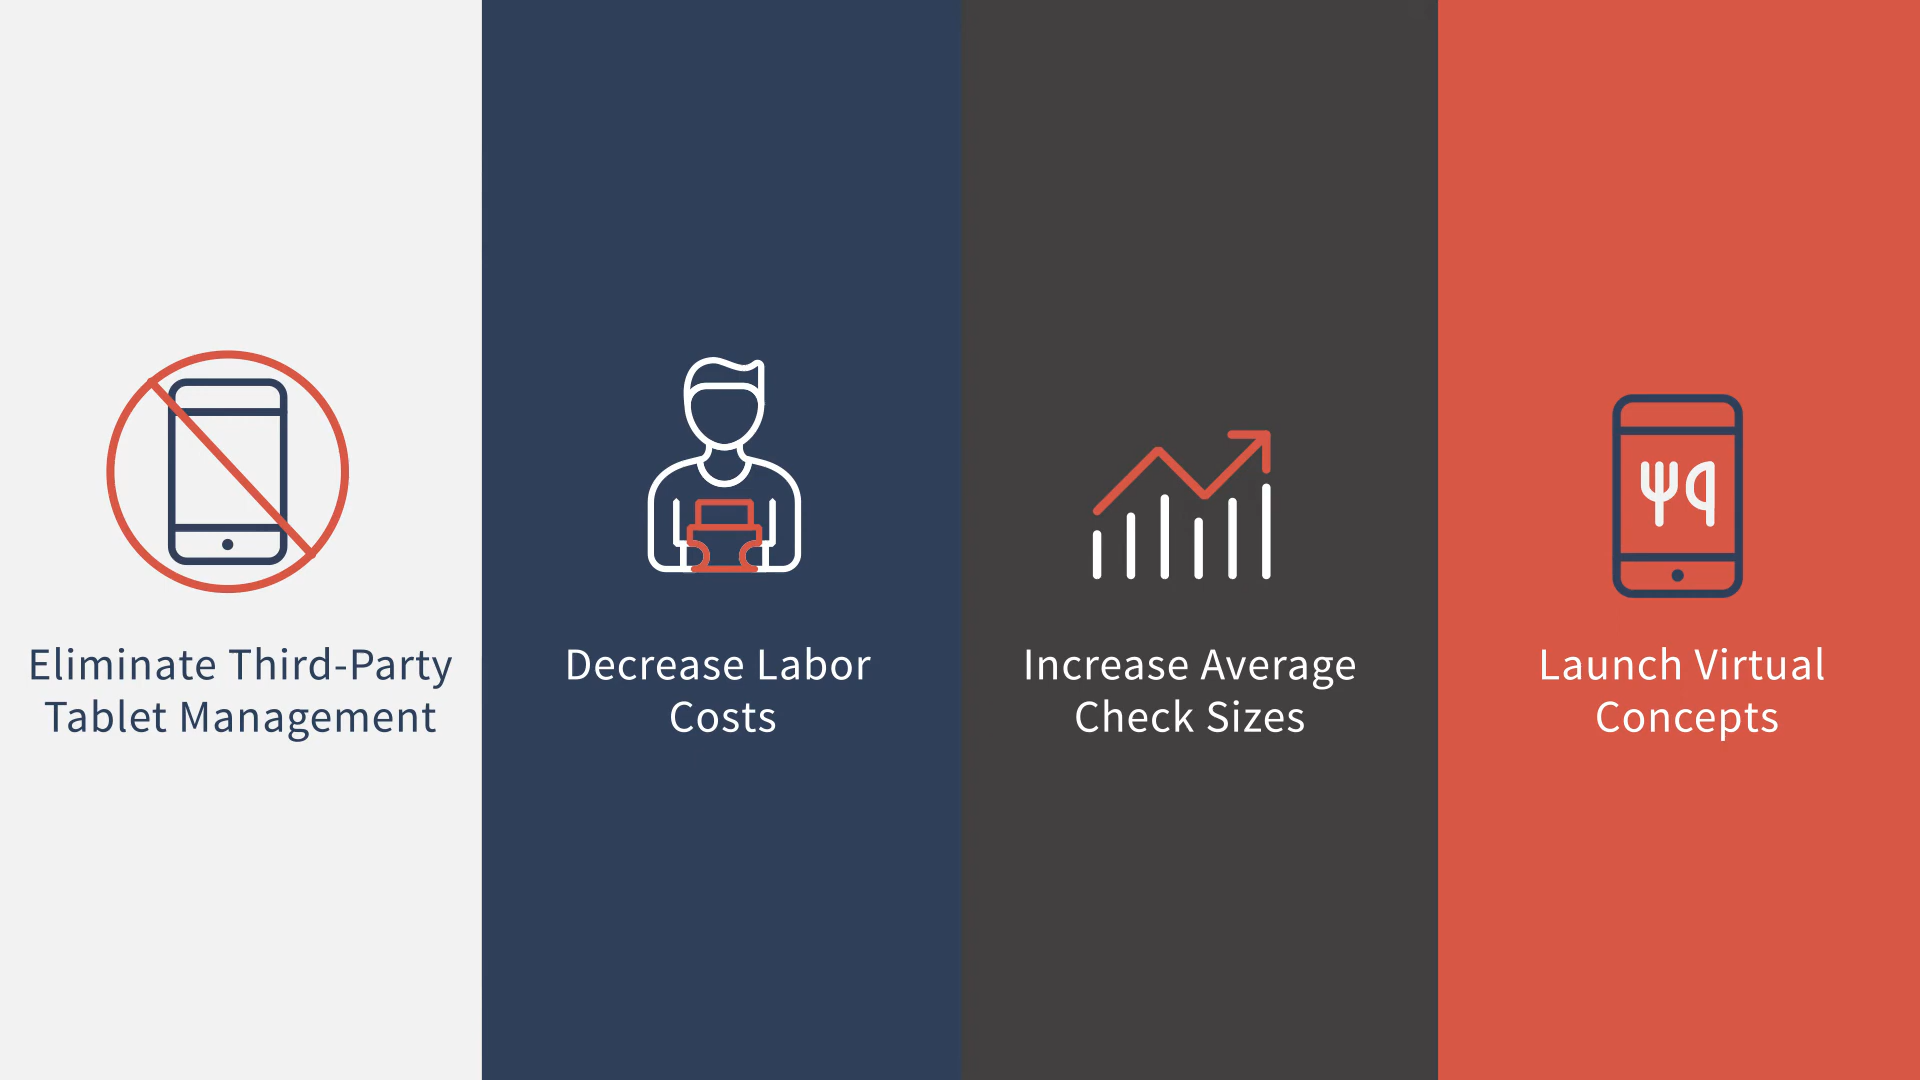 Eliminate Third-Party
Tablet Management
Decrease Labor
Costs
Increase Average
Check Sizes
Launch Virtual
Concepts